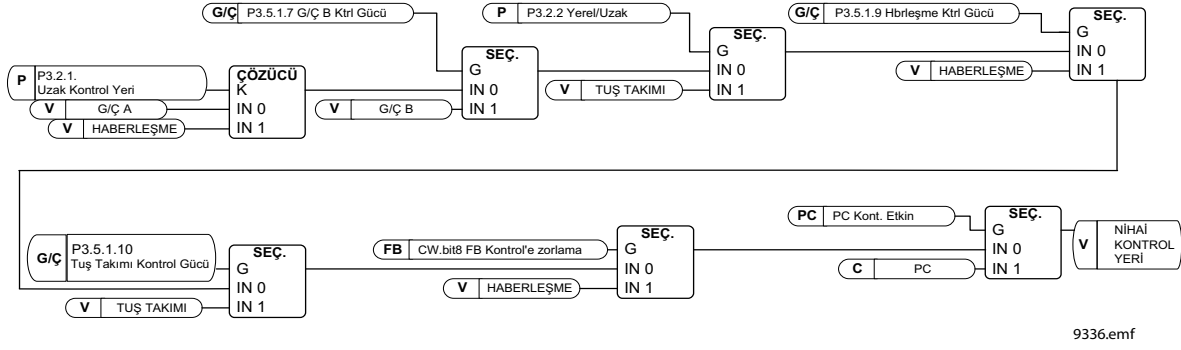 G/Ç P3.5.1.7 G/Ç B Ktrl Gücü
P P3.2.2 Yerel/Uzak
G/Ç P3.5.1.9 Hbrleşme Ktrl Gücü
SEÇ.
G
IN 0
IN 1
V HABERLEŞME
SEÇ.
G
IN 0
IN 1
V TUŞ TAKIMI
SEÇ.
G
IN 0
IN 1
V G/Ç B
P P3.2.1.
Uzak Kontrol Yeri
ÇÖZÜCÜ
K
IN 0
IN 1
V G/Ç A
V HABERLEŞME
G/Ç P3.5.1.10
Tuş Takımı Kontrol Gücü
SEÇ.
G
IN 0
IN 1
V TUŞ TAKIMI
FB CW.bit8 FB Kontrol'e zorlama
SEÇ.
G
IN 0
IN 1
V HABERLEŞME
PC PC Kont. Etkin
SEÇ.
G
IN 0
IN 1
C PC
V NİHAİ
KONTROL
YERİ
9336.emf